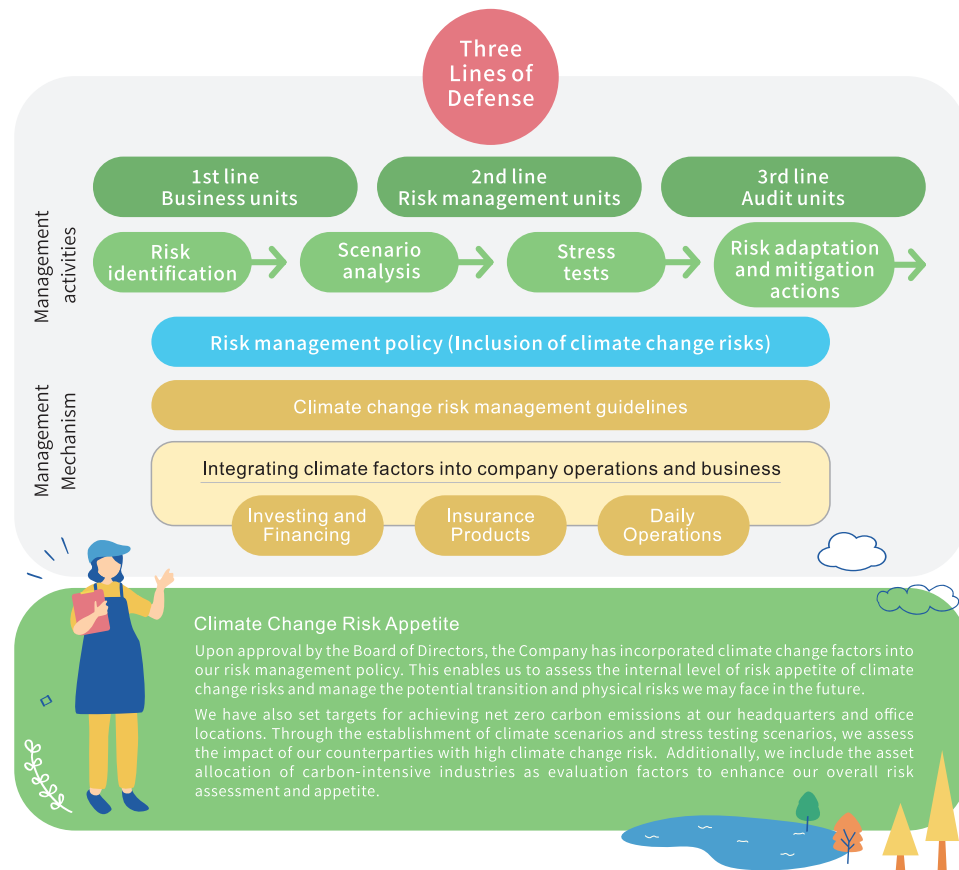 Three
Lines of
Defense
1st line
Business units
2nd line
Risk management units
3rd line
Audit units
Management
activities
Risk
identification
Scenario
analysis
Stress
tests
Risk adaptation
and mitigation
actions
Risk management policy (Inclusion of climate change risks)
Management
Mechanism
Climate change risk management guidelines
Integrating climate factors into company operations and business
Investing and
Financing
Insurance
Products
Daily
Operations
Climate Change Risk Appetite
Upon approval by the Board of Directors, the Company has incorporated climate change factors into
our risk management policy. This enables us to assess the internal level of risk appetite of climate
change risks and manage the potential transition and physical risks we may face in the future.
We have also set targets for achieving net zero carbon emissions at our headquarters and office
locations. Through the establishment of climate scenarios and stress testing scenarios, we assess
the impact of our counterparties with high climate change risk. Additionally, we include the asset
allocation of carbon-intensive industries as evaluation factors to enhance our overall risk
assessment and appetite.